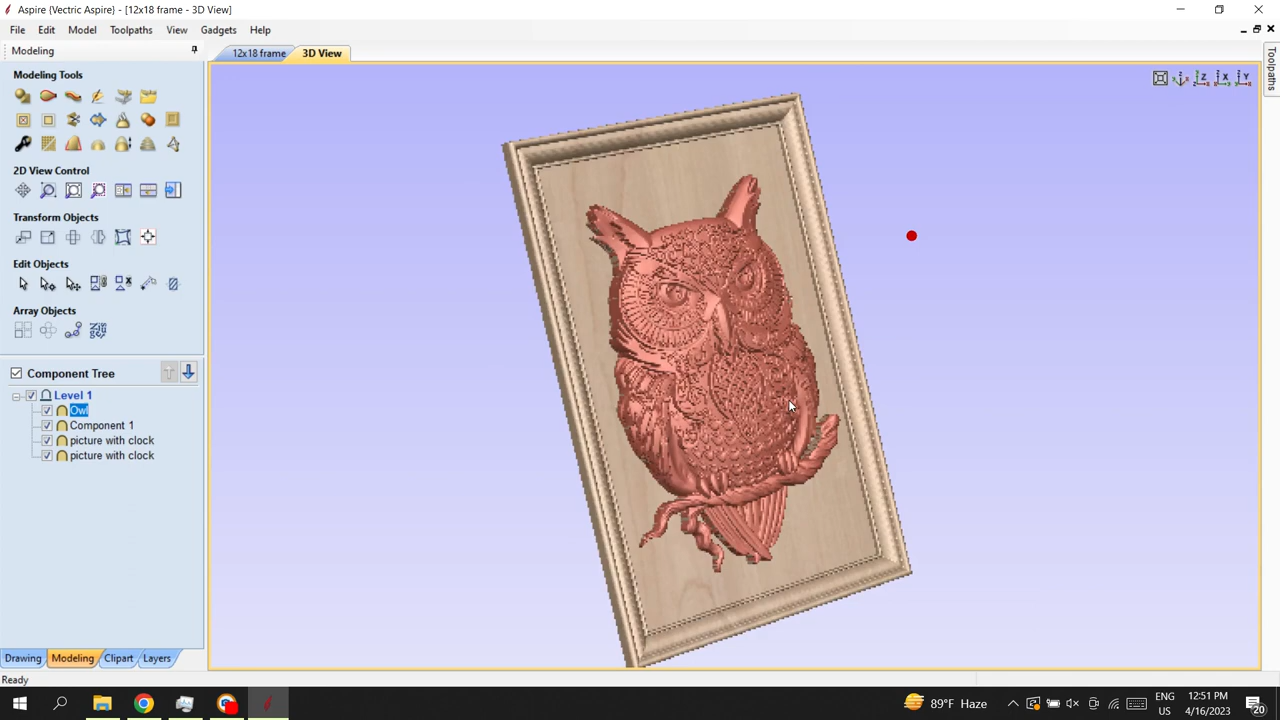 Aspire {Vectric Aspire} - [12x18 frame - 3D View]
File Edit Model Toolpaths View Gadgets Help
Modeling
12x18 frame 3D View
Toolpaths
Modeling Tools
2D View Control
Transform Objects
Edit Objects
Array Objects
Component Tree
Level 1
Owl
Component 1
picture with clock
picture with clock
Drawing Modeling Clipart Layers
Ready
89°F Haze
ENG
US
12:51 PM
4/16/2023
20